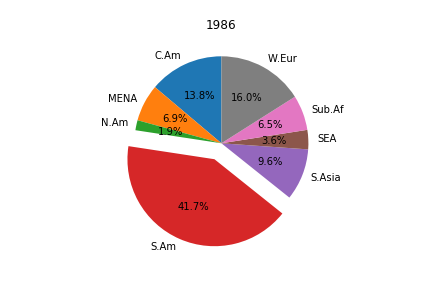 1986
C.Am
W.Eur
13.8%
16.0%
MENA
6.9%
Sub.Af
6.5%
N.Am
1.9%
3.6%
SEA
9.6%
S.Asia
41.7%
S.Am